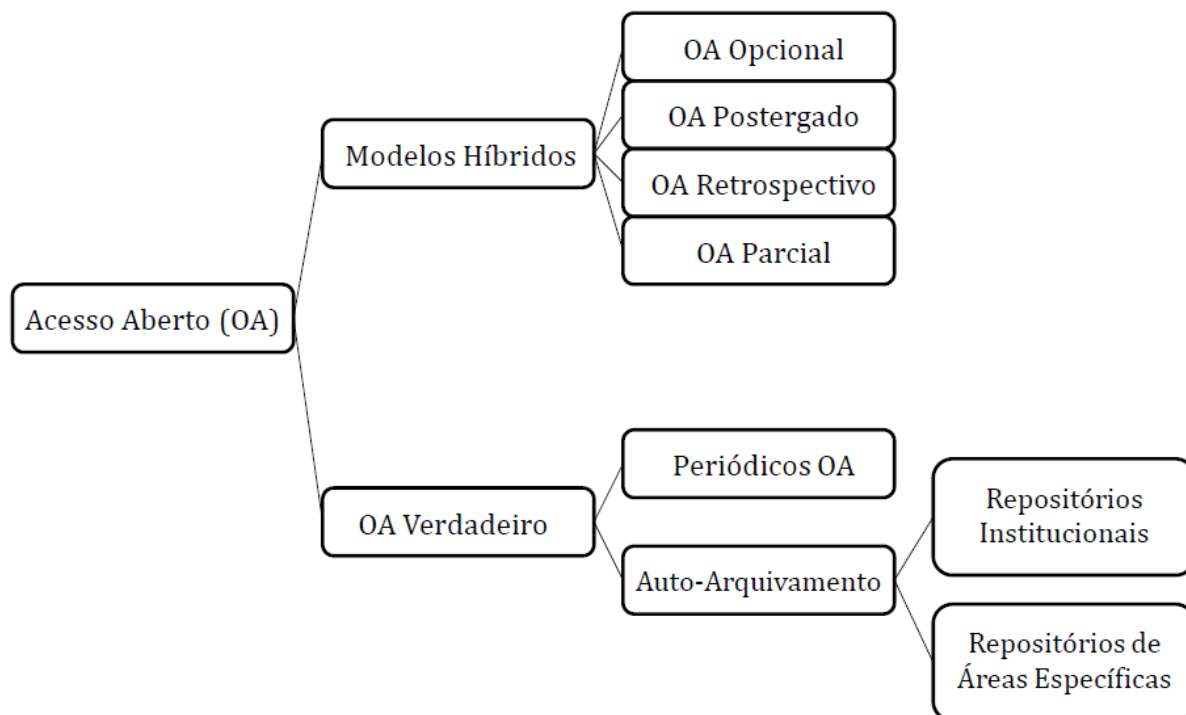 OA Opcional
OA Postergado
Modelos Híbridos
OA Retrospectivo
OA Parcial
Acesso Aberto (OA)
Periódicos OA
OA Verdadeiro
Repositórios
Institucionais
Auto-Arquivamento
Repositórios de
Áreas Específicas